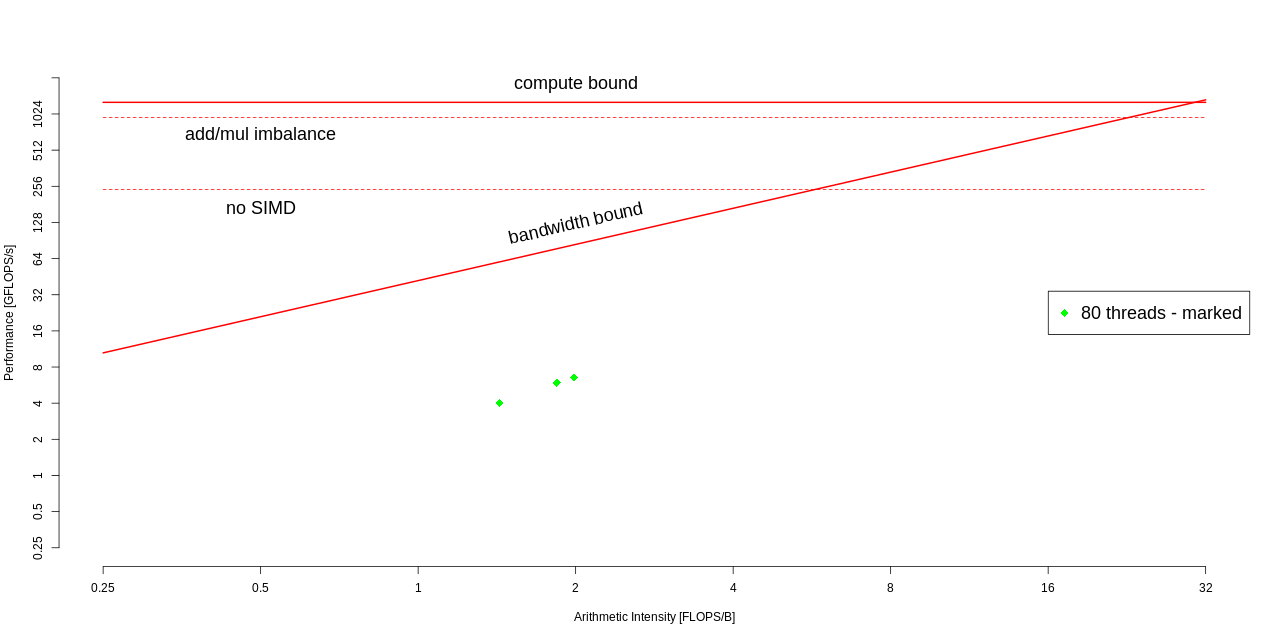 compute bound
add/mul imbalance
no SIMD
bandwidth bound
80 threads - marked
Performance [GFLOPS/s]
1024
512
256
128
64
32
16
8
4
2
1
0.5
0.25
0.25 0.5 1 2 4 8 16 32
Arithmetic Intensity [FLOPS/B]